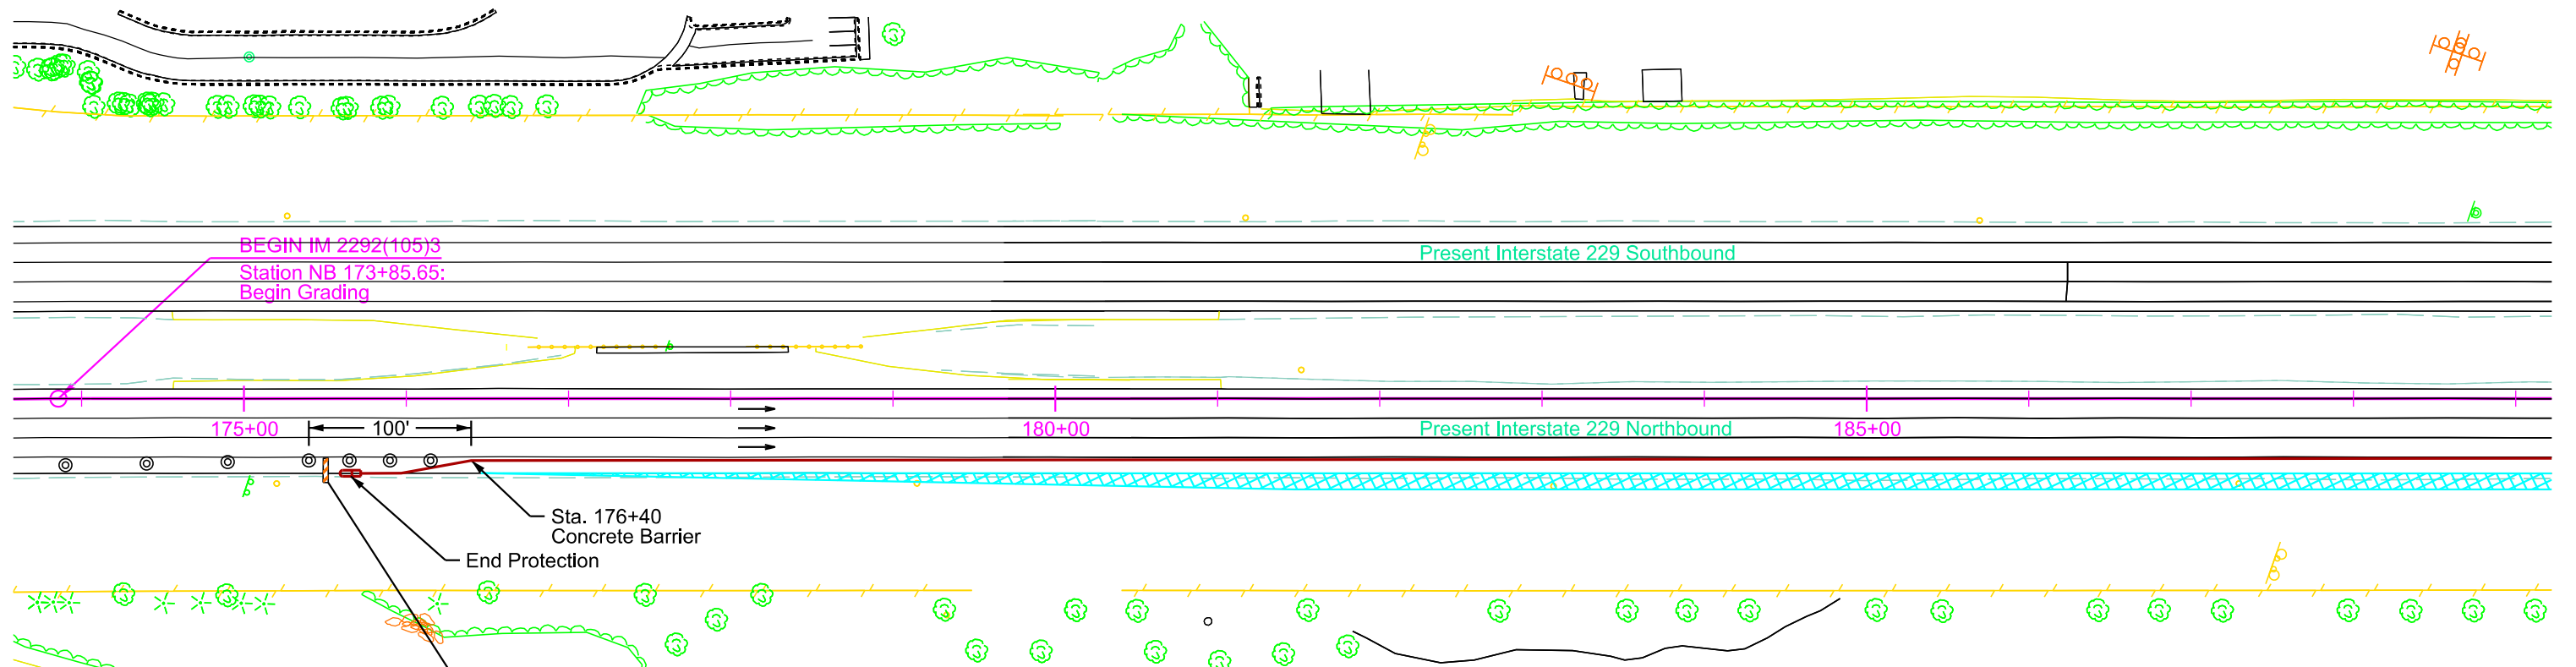 BEGIN IM 2292(105)3
Station NB 173+85.65:
Begin Grading
Present Interstate 229 Southbound
175+00
100'
180+00
Present Interstate 229 Northbound
185+00
Sta. 176+40
Concrete Barrier
End Protection